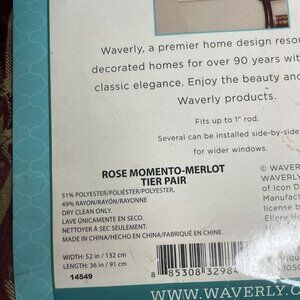 Waverly, a premier home design resou
decorated homes for over 90 years wit
classic elegance. Enjoy the beauty and
Waverly products.
Fits up to 1" rod.
Several can be installed side-by-side
for wider windows.
ROSE MOMENTO-MERLOT
TIER PAIR
51% POLYESTER/POLIÉSTER/POLYESTER,
49% RAYON/RAYÓN/RAYONNE
DRY CLEAN ONLY.
LAVE ÚNICAMENTE EN SECO.
NETTOYER À SEC SEULEMENT.
MADE IN CHINA/HECHO EN CHINA/FABRIQUÉ EN CHINE.
WIDTH: 52 in / 132 cm
LENGTH: 36 in / 91 cm
14549
© WAVER
WAVERLY
of Icon D
Manufact
license b
Ellery H
8 85308 32984
WWW.WAVERLY.C